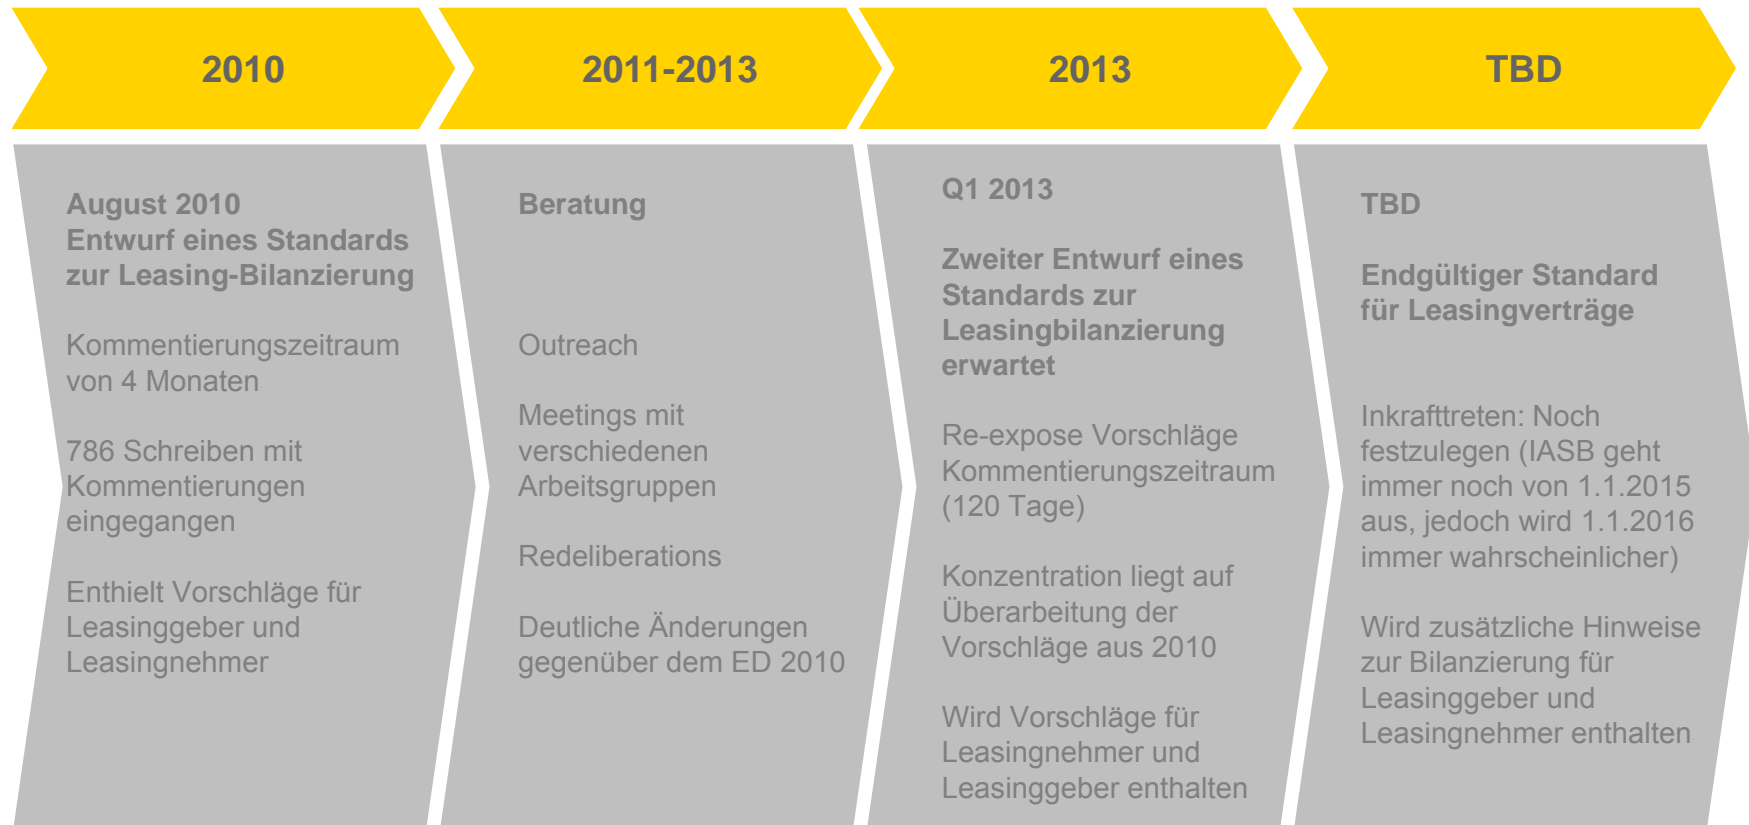 2010
2011-2013
2013
TBD
August 2010
Entwurf eines Standards
zur Leasing-Bilanzierung
Kommentierungszeitraum
von 4 Monaten
786 Schreiben mit
Kommentierungen
eingegangen
Enthielt Vorschläge für
Leasinggeber und
Leasingnehmer
Beratung
Outreach
Meetings mit
verschiedenen
Arbeitsgruppen
Redeliberations
Deutliche Änderungen
gegenüber dem ED 2010
Q1 2013
Zweiter Entwurf eines
Standards zur
Leasingbilanzierung
erwartet
Re-expose Vorschläge
Kommentierungszeitraum
(120 Tage)
Konzentration liegt auf
Überarbeitung der
Vorschläge aus 2010
Wird Vorschläge für
Leasingnehmer und
Leasinggeber enthalten
TBD
Endgültiger Standard
für Leasingverträge
Inkrafttreten: Noch
festzulegen (IASB geht
immer noch von 1.1.2015
aus, jedoch wird 1.1.2016
immer wahrscheinlicher)
Wird zusätzliche Hinweise
zur Bilanzierung für
Leasinggeber und
Leasingnehmer enthalten